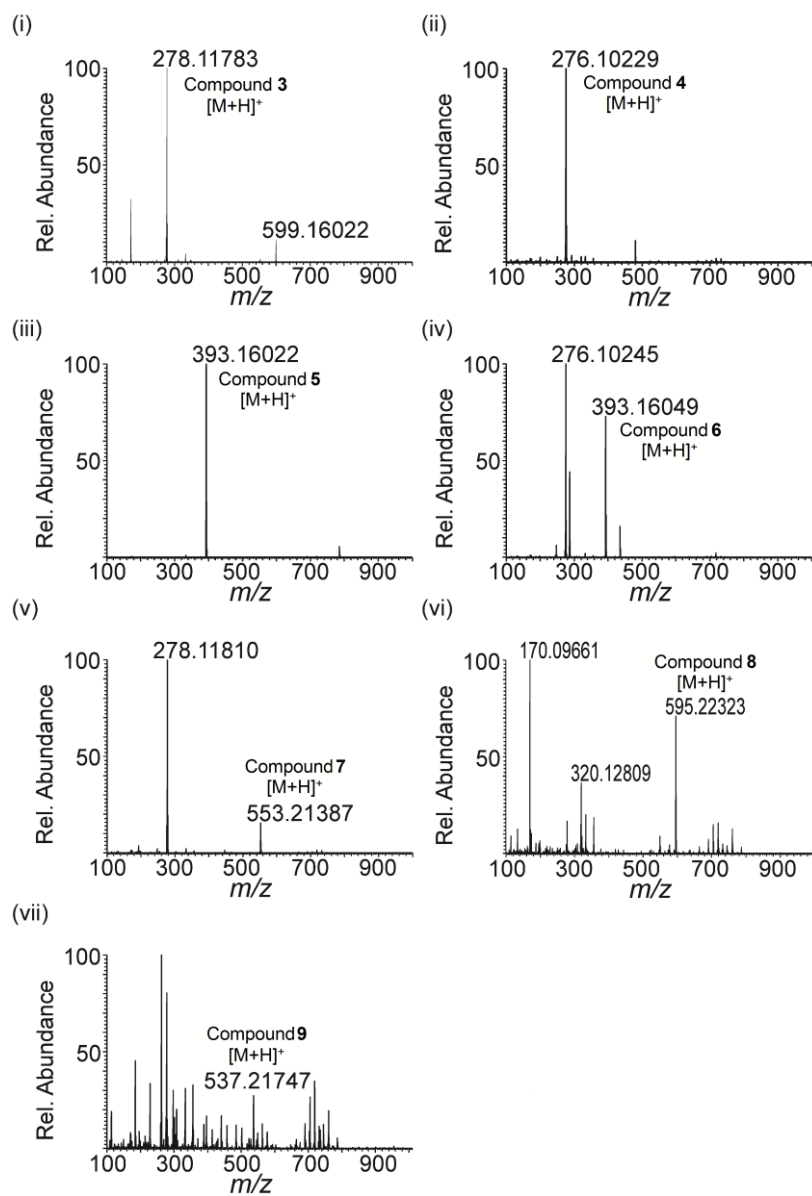 (i)
278.11783
Compound 3
[M+H]+
599.16022
100
50
Rel. Abundance
100 300 500 700 900
m/z
(ii)
276.10229
Compound 4
[M+H]+
100
50
Rel. Abundance
100 300 500 700 900
m/z
(iii)
393.16022
Compound 5
[M+H]+
100
50
Rel. Abundance
100 300 500 700 900
m/z
(iv)
276.10245
393.16049
Compound 6
[M+H]+
100
50
Rel. Abundance
100 300 500 700 900
m/z
(v)
278.11810
Compound 7
[M+H]+
553.21387
100
50
Rel. Abundance
100 300 500 700 900
m/z
(vi)
170.09661
Compound 8
[M+H]+
595.22323
320.12809
100
50
Rel. Abundance
100 300 500 700 900
m/z
(vii)
Compound 9
[M+H]+
537.21747
100
50
Rel. Abundance
100 300 500 700 900
m/z